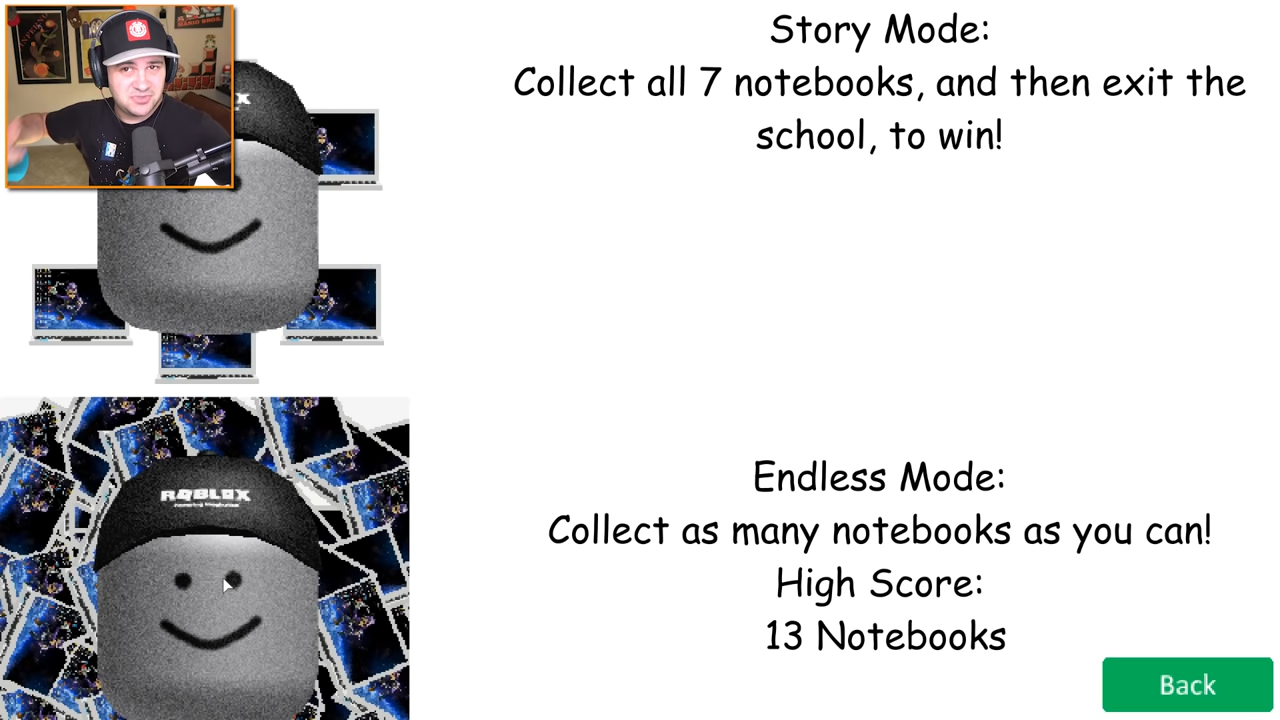 Story Mode:
Collect all 7 notebooks, and then exit the
school, to win!
ROBLOX
Endless Mode:
Collect as many notebooks as you can!
High Score:
13 Notebooks
Back